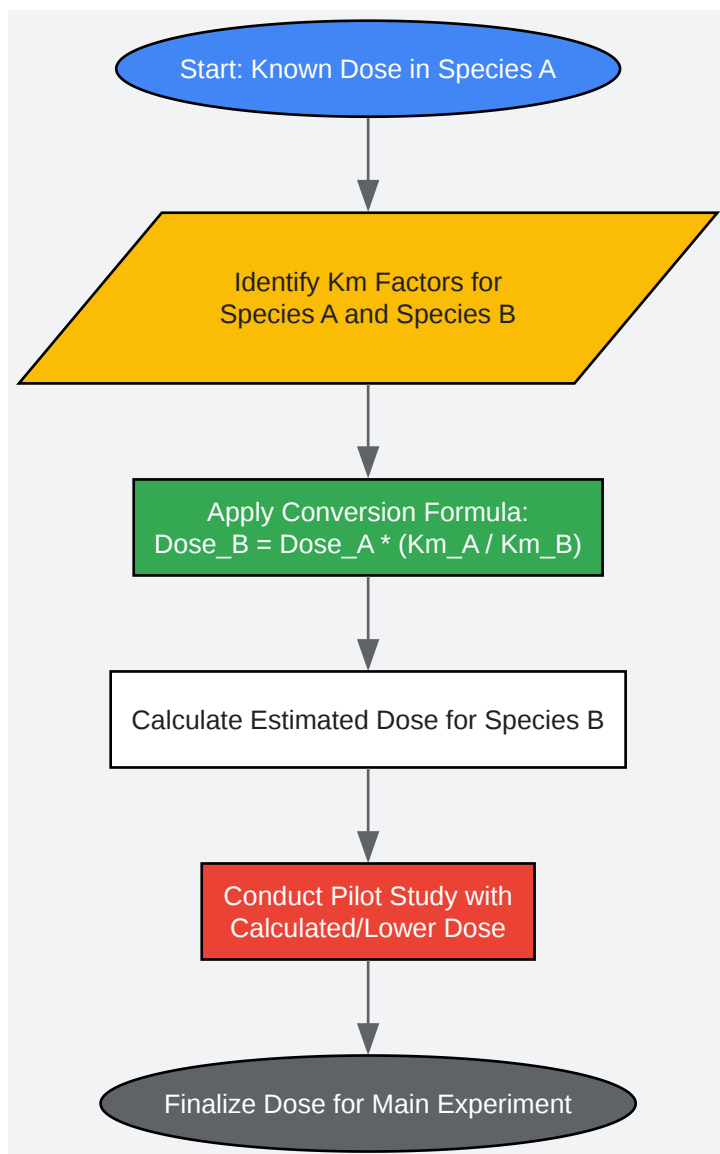 Start: Known Dose in Species A
Identify Km Factors for
Species A and Species B
Apply Conversion Formula:
Dose_B = Dose_A * (Km_A / Km_B)
Calculate Estimated Dose for Species B
Conduct Pilot Study with
Calculated/Lower Dose
Finalize Dose for Main Experiment